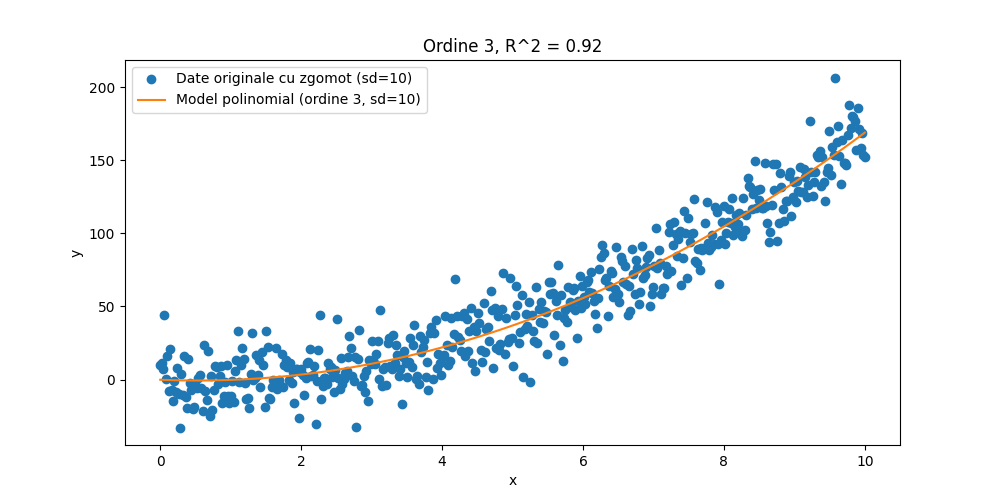 Ordine 3, R^2 = 0.92
Date originale cu zgomot (sd=10)
Model polinomial (ordine 3, sd=10)
200
150
100
50
0
y
0 2 4 6 8 10
x